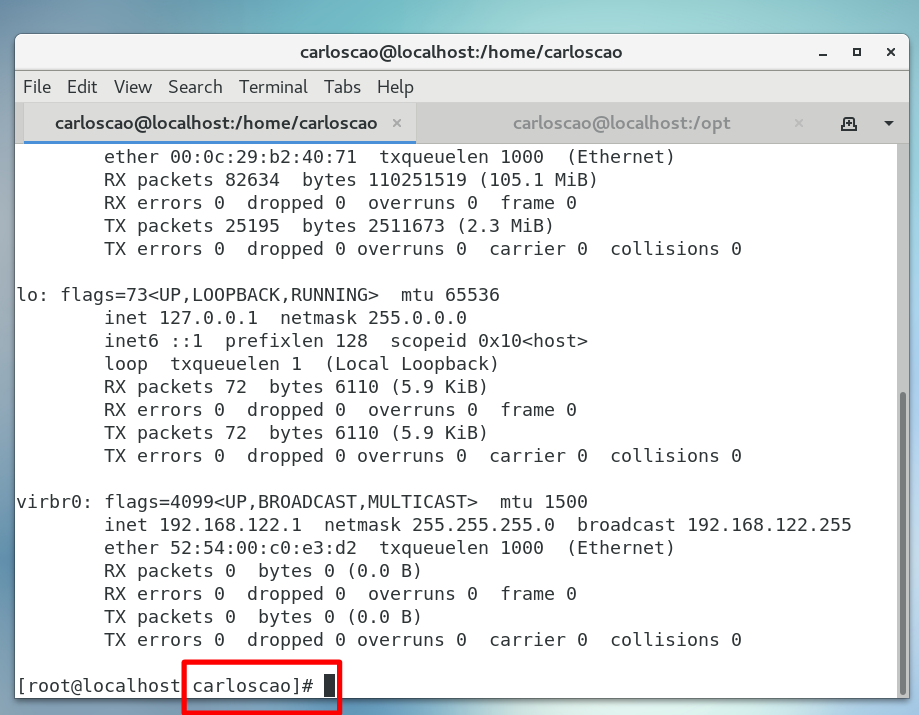 carloscao@localhost:/home/carloscao
File Edit View Search Terminal Tabs Help
carloscao@localhost:/home/carloscao × carloscao@localhost:/opt ×
        ether 00:0c:29:b2:40:71  txqueuelen 1000  (Ethernet)
        RX packets 82634  bytes 110251519 (105.1 MiB)
        RX errors 0  dropped 0  overruns 0  frame 0
        TX packets 25195  bytes 2511673 (2.3 MiB)
        TX errors 0  dropped 0 overruns 0  carrier 0  collisions 0
lo: flags=73<UP,LOOPBACK,RUNNING>  mtu 65536
        inet 127.0.0.1  netmask 255.0.0.0
        inet6 ::1  prefixlen 128  scopeid 0x10<host>
        loop  txqueuelen 1  (Local Loopback)
        RX packets 72  bytes 6110 (5.9 KiB)
        RX errors 0  dropped 0  overruns 0  frame 0
        TX packets 72  bytes 6110 (5.9 KiB)
        TX errors 0  dropped 0 overruns 0  carrier 0  collisions 0
virbr0: flags=4099<UP,BROADCAST,MULTICAST>  mtu 1500
        inet 192.168.122.1  netmask 255.255.255.0  broadcast 192.168.122.255
        ether 52:54:00:c0:e3:d2  txqueuelen 1000  (Ethernet)
        RX packets 0  bytes 0 (0.0 B)
        RX errors 0  dropped 0  overruns 0  frame 0
        TX packets 0  bytes 0 (0.0 B)
        TX errors 0  dropped 0 overruns 0  carrier 0  collisions 0
[root@localhost carloscao]#